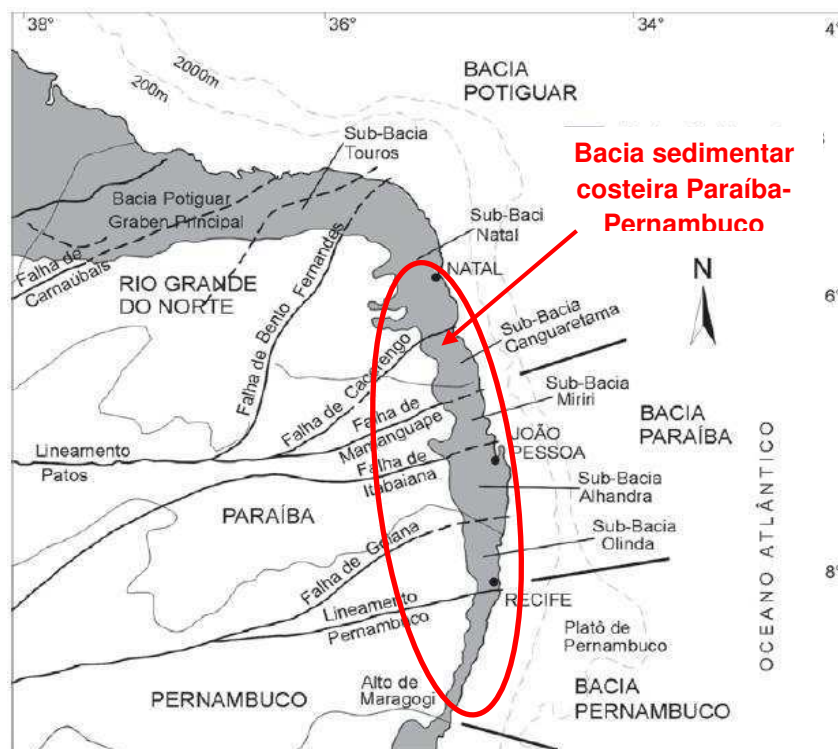 38°
36°
34°
4°
2000m
200m
BACIA
POTIGUAR
Sub-Bacia
Touros
Bacia sedimentar
costeira Paraíba-
Pernambuco
Bacia Potiguar
Graben Principal
Sub-Baci
Natal
NATAL
Falha de
Carnaúbais
RIO GRANDE
DO NORTE
Falha de Bento Fernandes
N
6°
Sub-Bacia
Canguaretama
Falha de Cacerengo
Sub-Bacia
Miriri
Falha de
Mamanguape
BACIA
PARAÍBA
Lineamento
Patos
JOÃO
PESSOA
Falha de
Itabaiana
Sub-Bacia
Alhandra
PARAÍBA
Sub-Bacia
Olinda
Falha de Goiana
OCEANO ATLÂNTICO
8°
RECIFE
Lineamento
Pernambuco
Platô de
Pernambuco
Alto de
Maragogi
PERNAMBUCO
BACIA
PERNAMBUCO